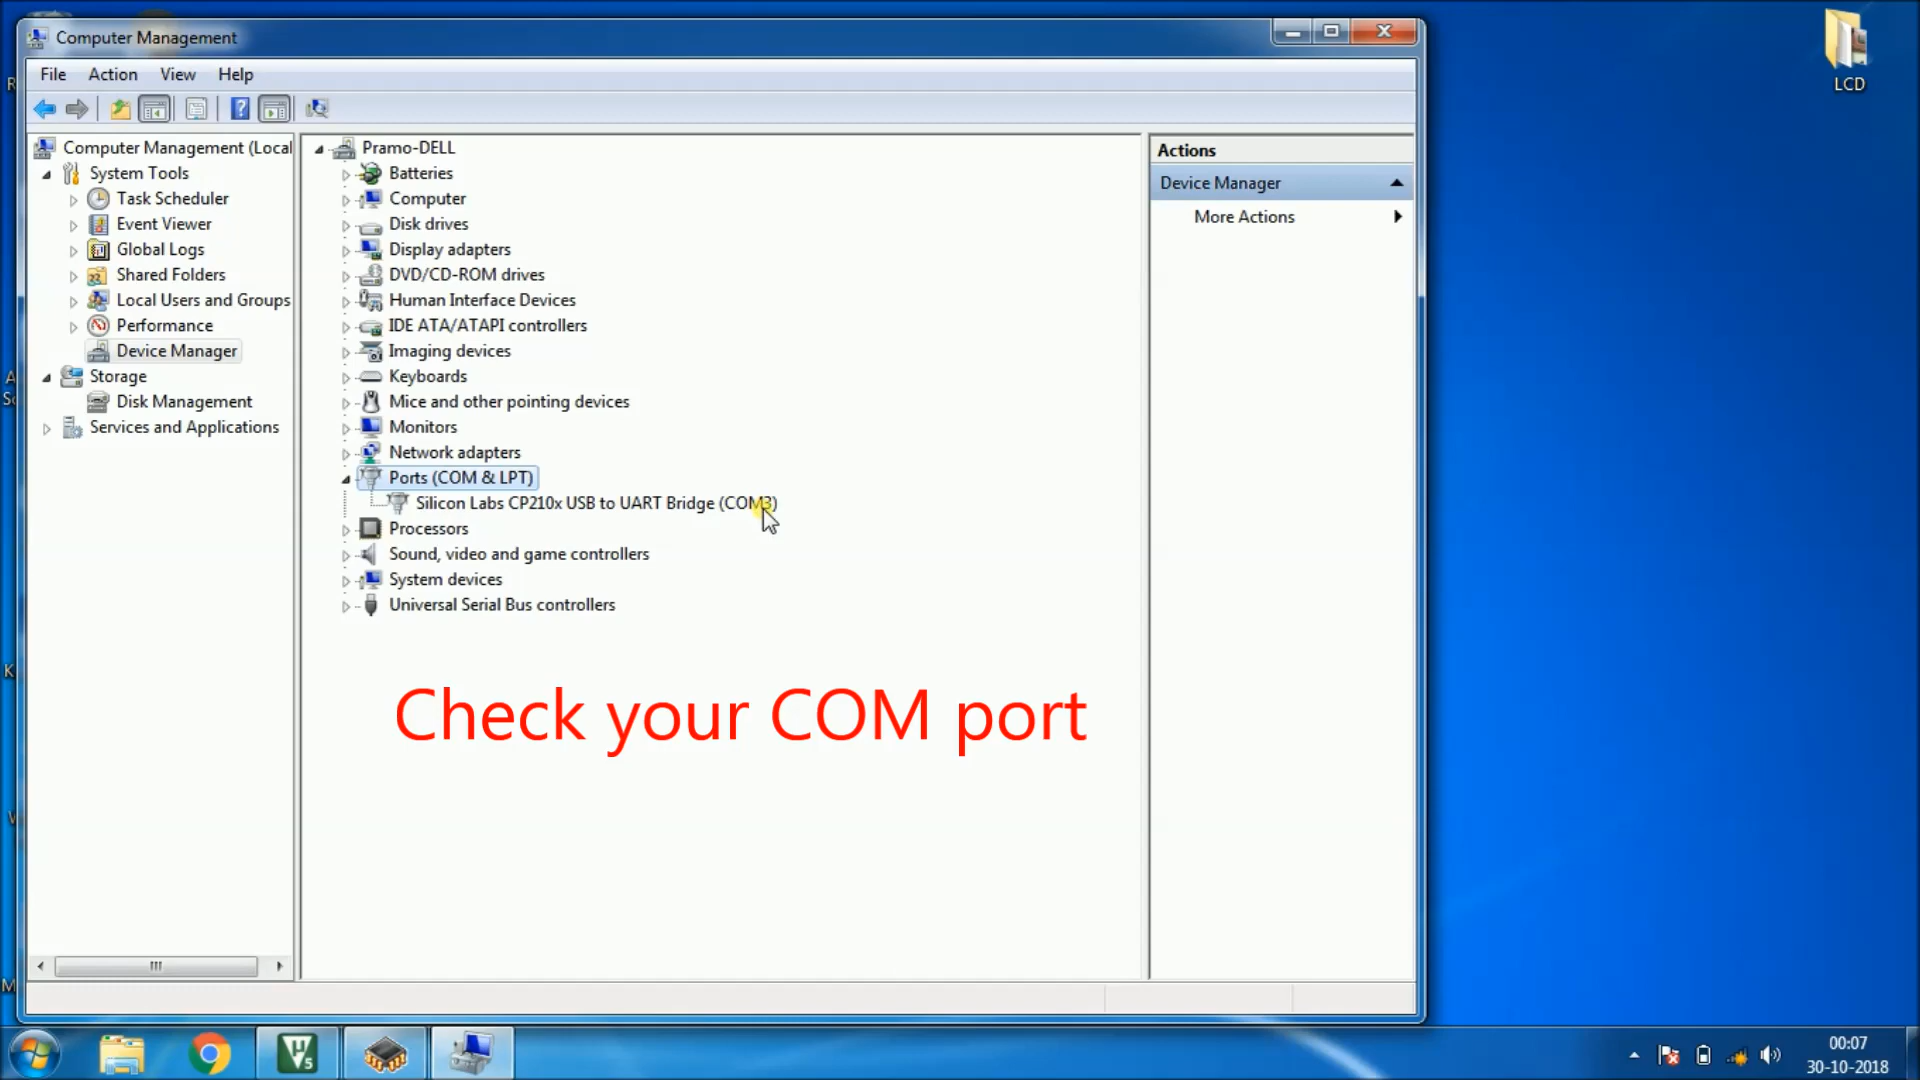 Computer Management
File Action View Help
LCD
Computer Management (Local
System Tools
Task Scheduler
Event Viewer
Global Logs
Shared Folders
Local Users and Groups
Performance
Device Manager
Storage
Disk Management
Services and Applications
Pramo-DELL
Batteries
Computer
Disk drives
Display adapters
DVD/CD-ROM drives
Human Interface Devices
IDE ATA/ATAPI controllers
Imaging devices
Keyboards
Mice and other pointing devices
Monitors
Network adapters
Ports (COM & LPT)
Silicon Labs CP210x USB to UART Bridge (COM3)
Processors
Sound, video and game controllers
System devices
Universal Serial Bus controllers
Actions
Device Manager
More Actions
Check your COM port
00:07
30-10-2018